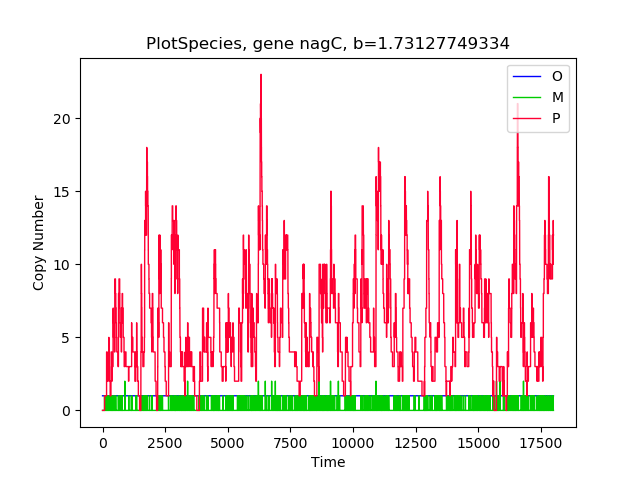 PlotSpecies, gene nagC, b=1.73127749334
O
M
P
20
15
10
5
0
Copy Number
0 2500 5000 7500 10000 12500 15000 17500
Time